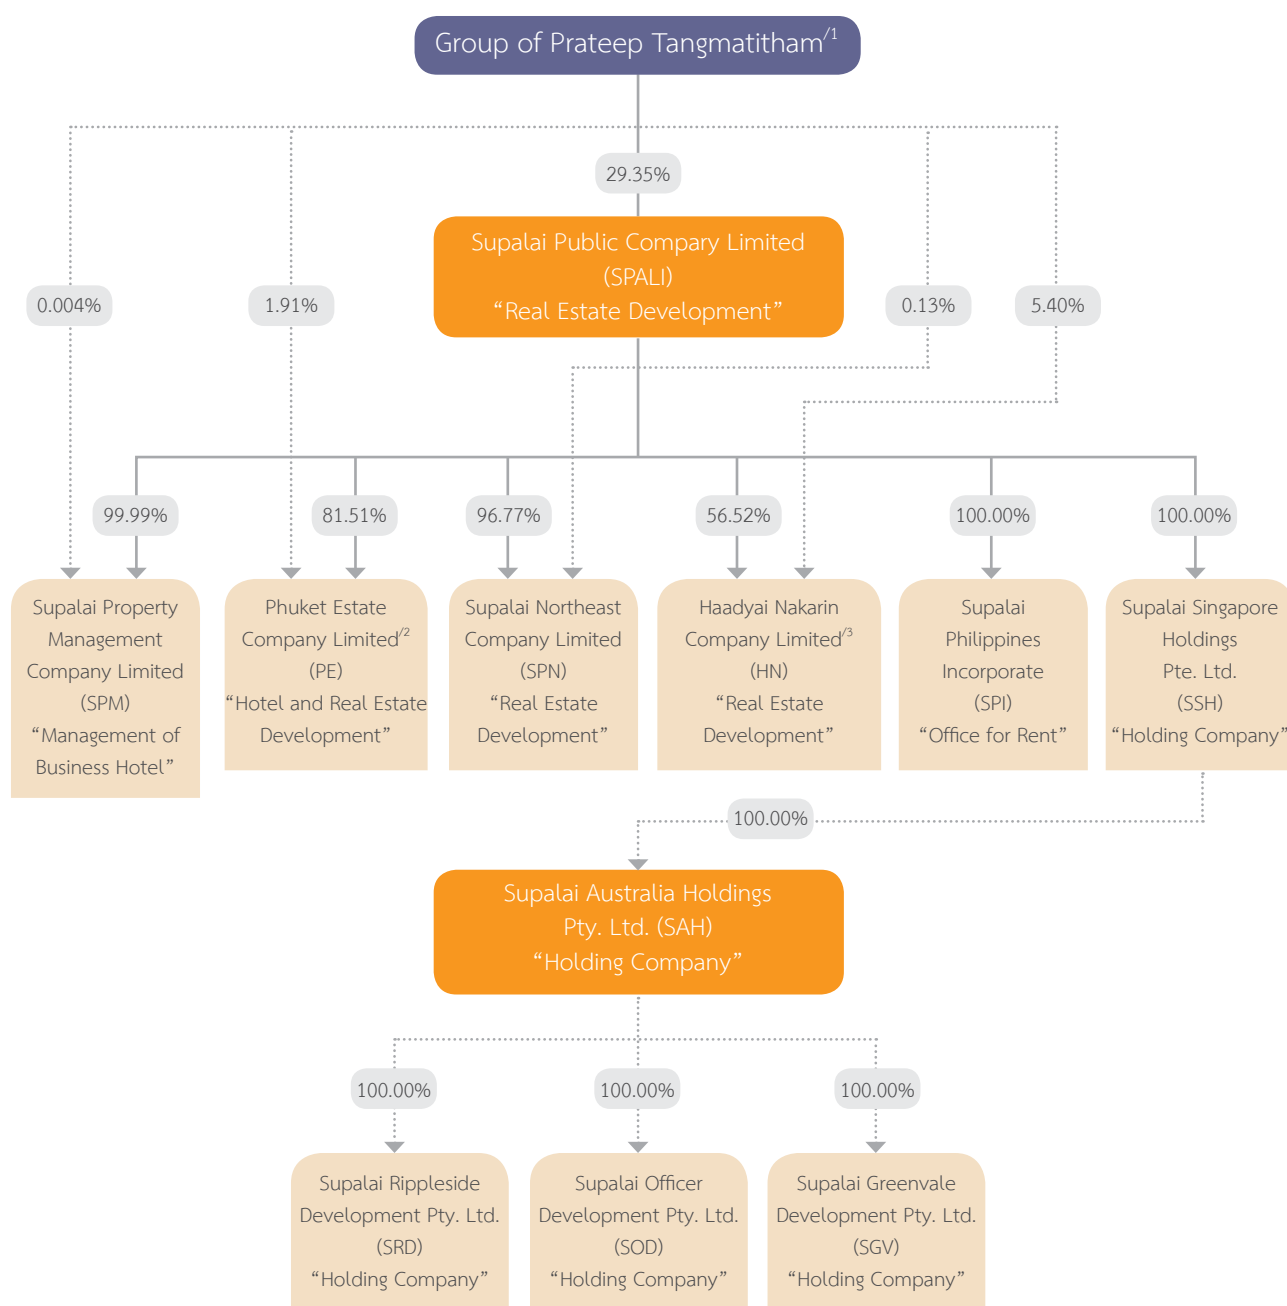 Group of Prateep Tangmatitham/1
29.35%
Supalai Public Compary Limited
(SPALI)
“Real Estate Development”
0.004%
1.91%
0.13%
5.40%
99.99%
81.51%
96.77%
56.52%
100.00%
100.00%
Supalai Property
Management
Company Limited
(SPM)
“Management of
Business Hotel”
Phuket Estate
Company Limited/2
(PE)
“Hotel and Real Estate
Development”
Supalai Northeast
Company Limited
(SPN)
“Real Estate
Development”
Haadyai Nakarin
Company Limited/3
(HN)
“Real Estate
Development”
Supalai
Philippines
Incorporate
(SPI)
“Office for Rent”
Supalai Singapore
Holdings
Pte. Ltd.
(SSH)
“Holding Company”
100.00%
Supalai Australia Holdings
Pty. Ltd. (SAH)
“Holding Company”
100.00%
100.00%
100.00%
Supalai Rippleside
Development Pty. Ltd.
(SRD)
“Holding Company”
Supalai Officer
Development Pty. Ltd.
(SOD)
“Holding Company”
Supalai Greenvale
Development Pty. Ltd.
(SGV)
“Holding Company”